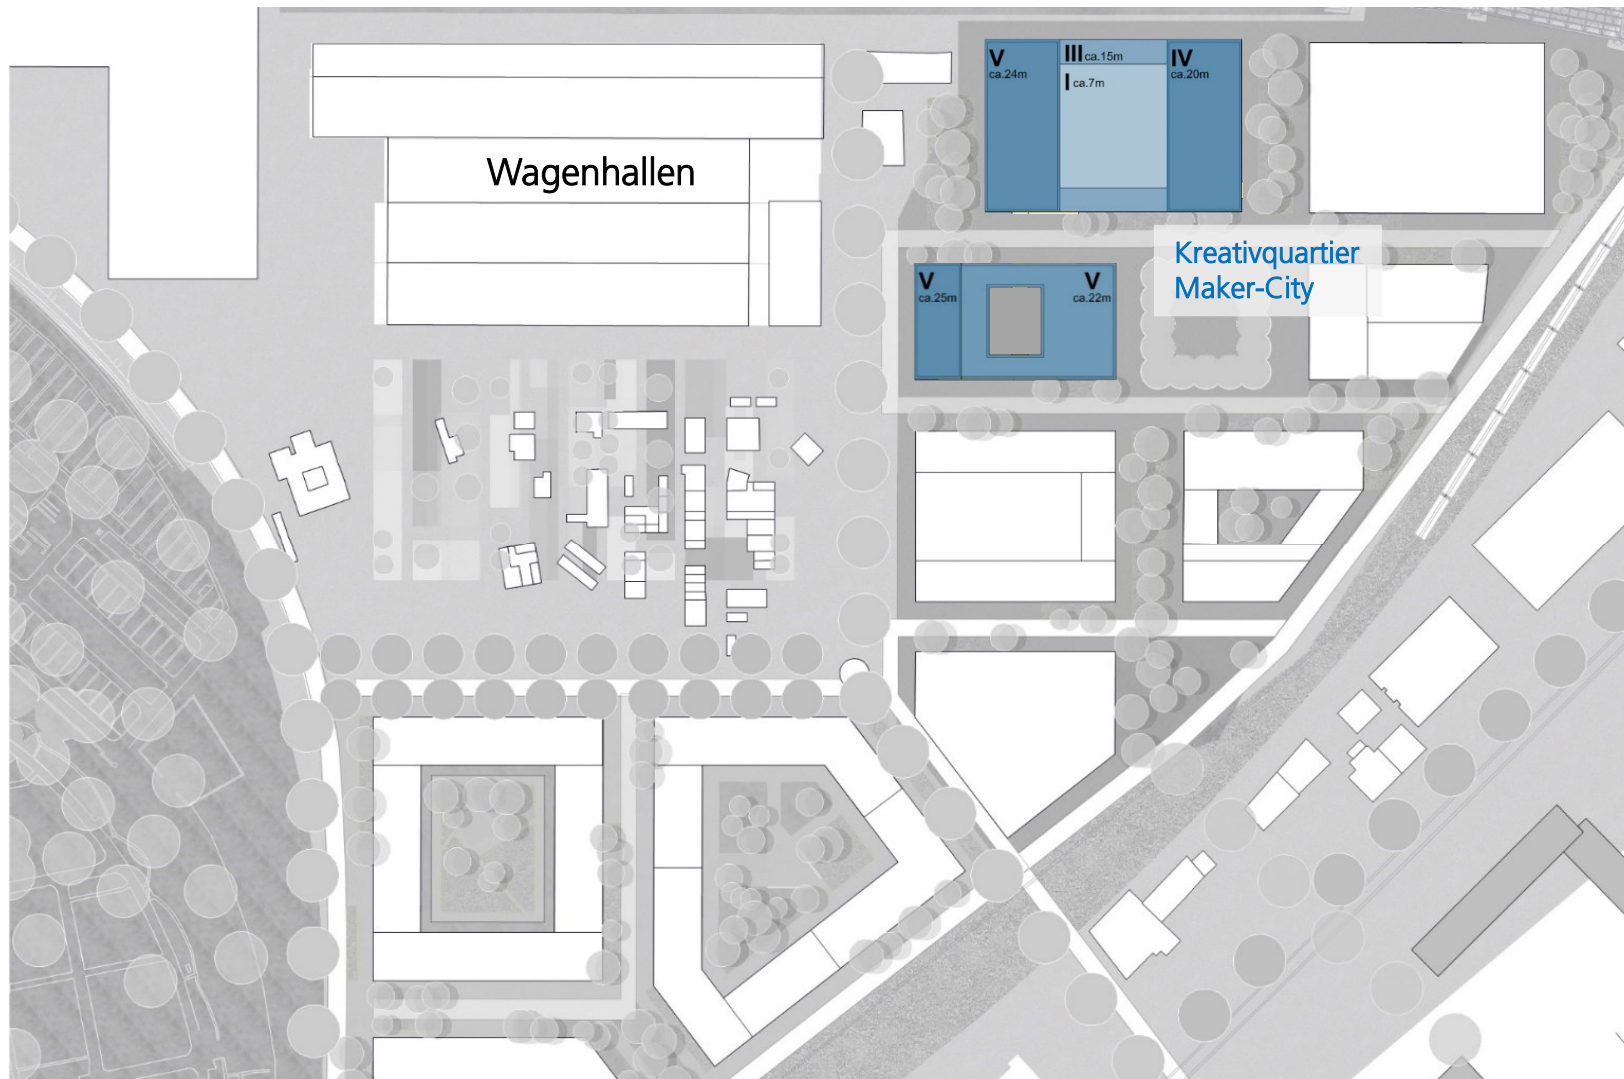 V
ca.24m
III ca.15m
I ca.7m
IV
ca.20m
Wagenhallen
Kreativquartier
Maker-City
V
ca.25m
V
ca.22m